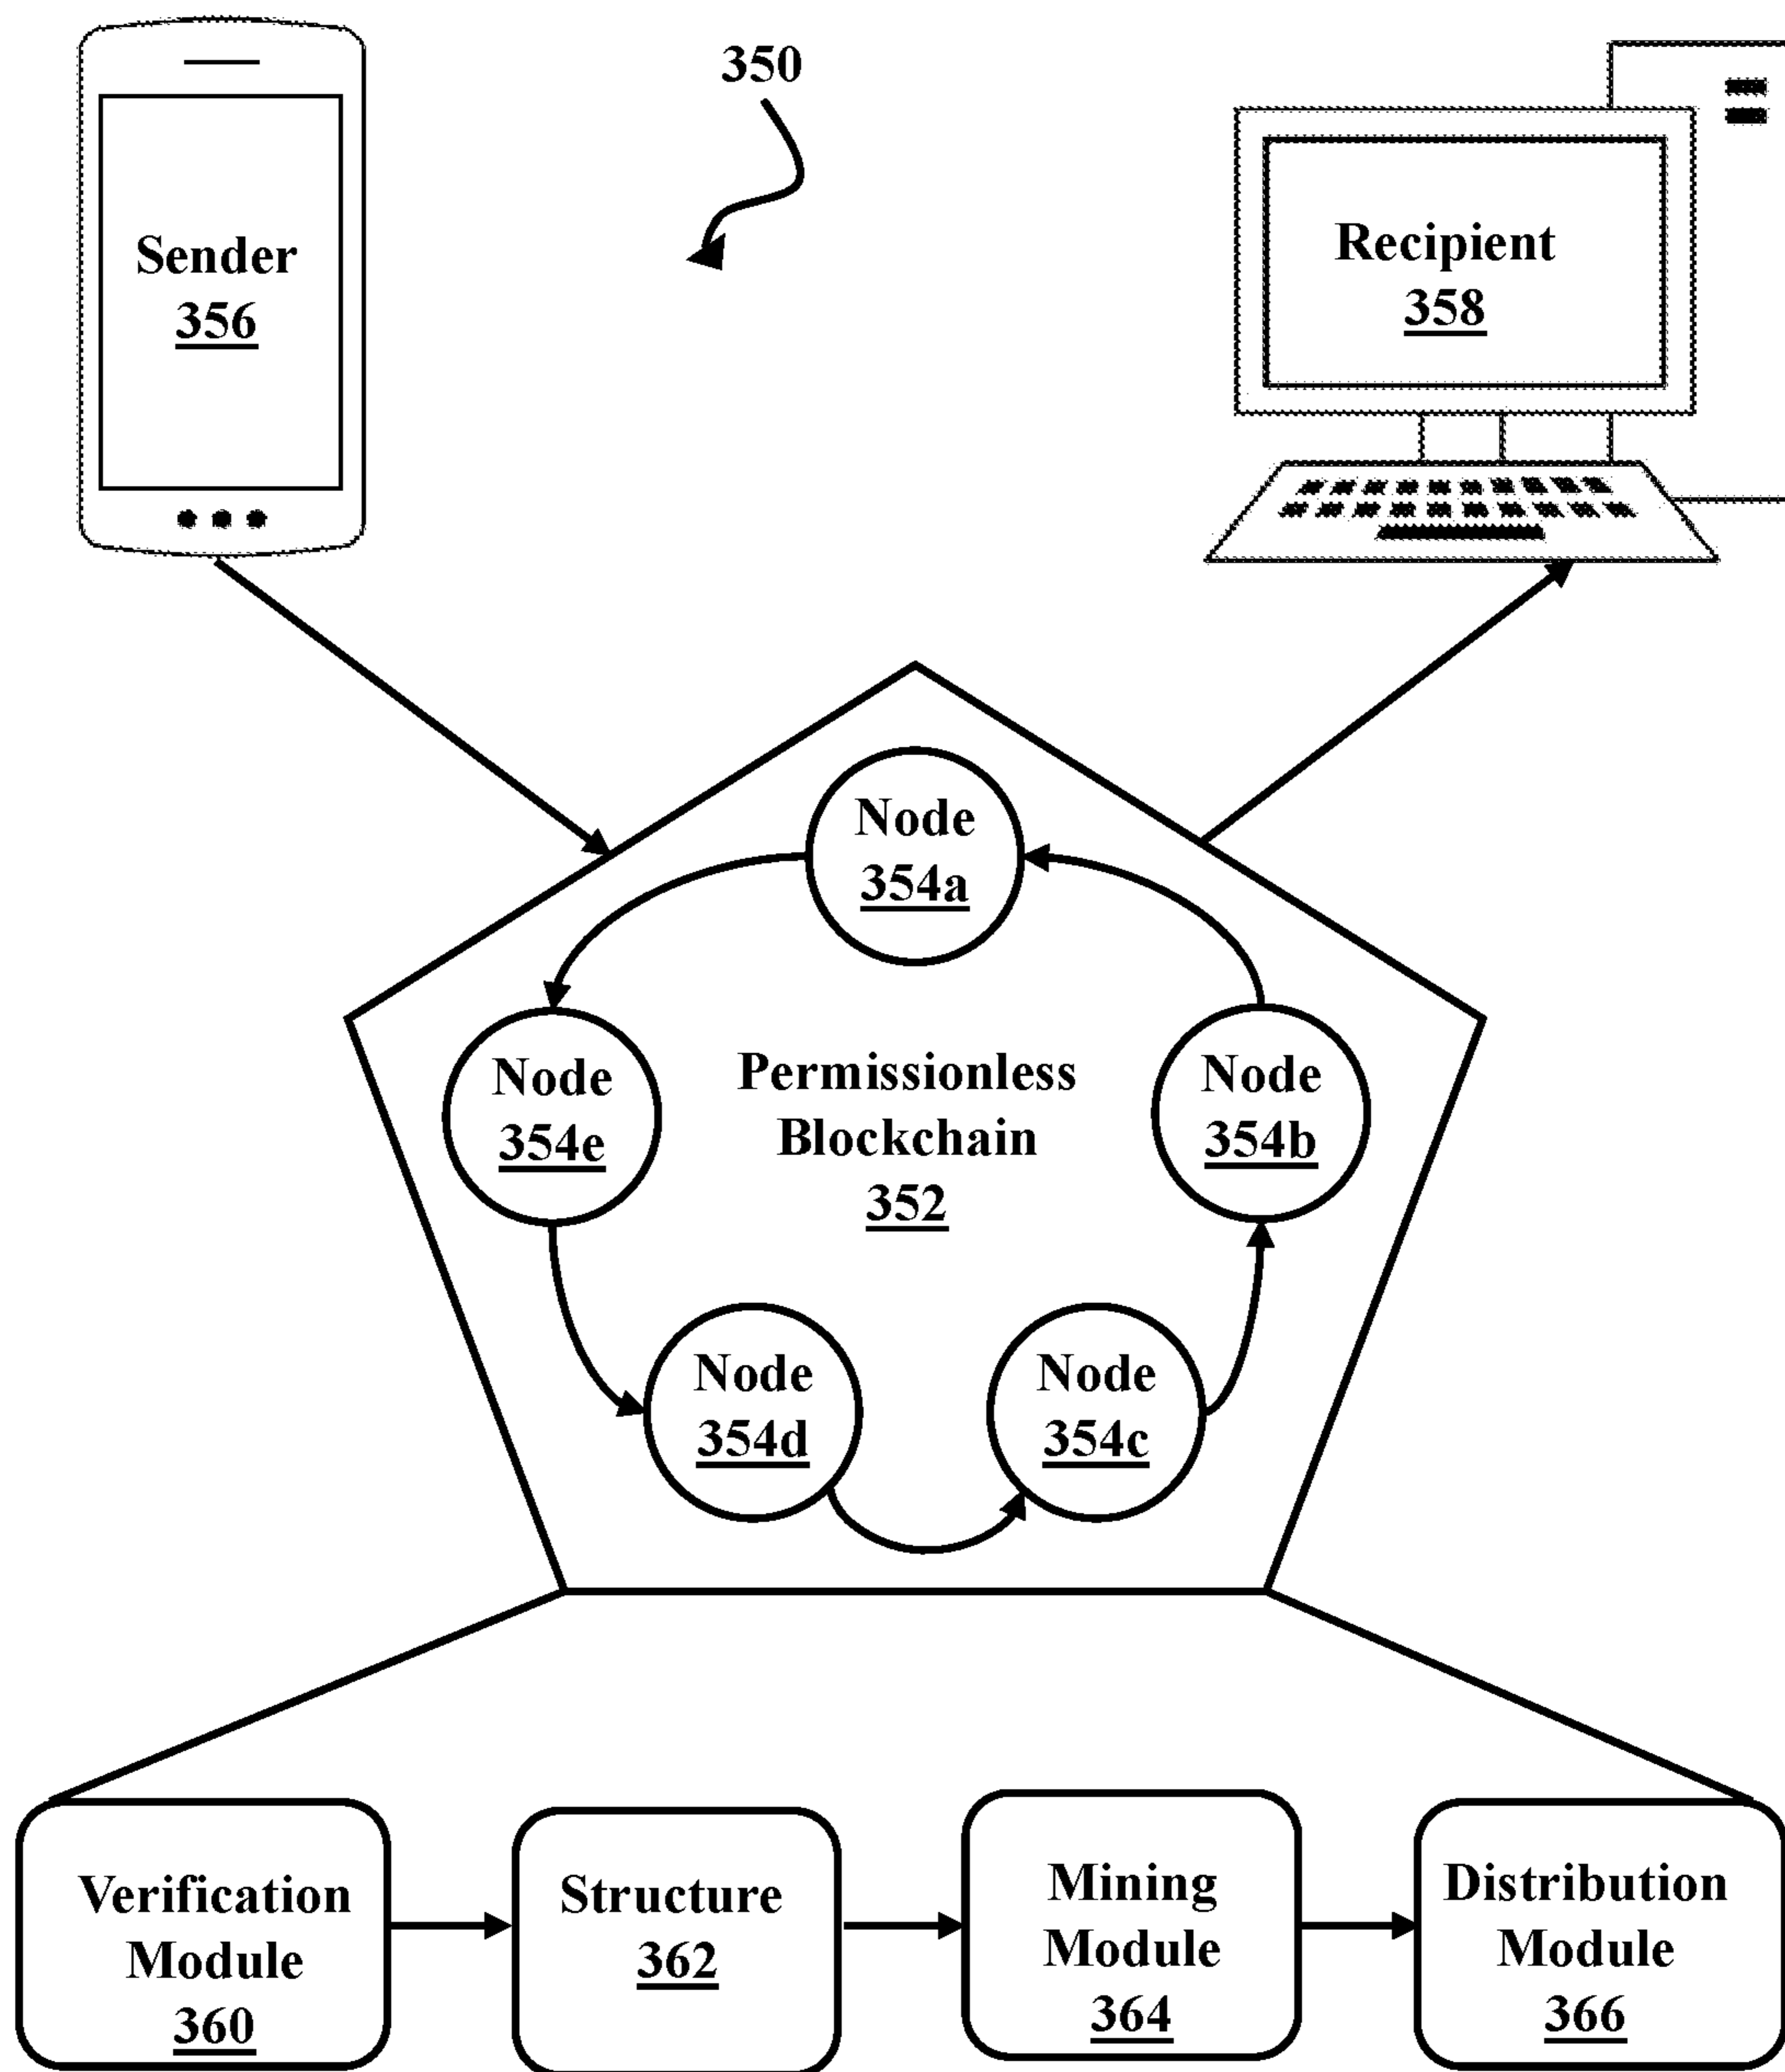 350
Sender
356
Recipient
358
Node
354a
Node
354e
Permissionless
Blockchain
352
Node
354b
Node
354d
Node
354c
Verification
Module
360
Structure
362
Mining
Module
364
Distribution
Module
366